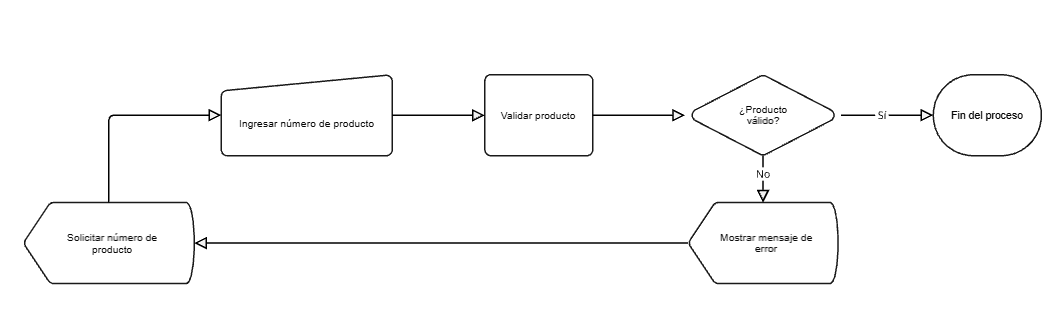 Ingresar número de producto
Validar producto
¿Producto
válido?
Sí
Fin del proceso
No
Solicitar número de
producto
Mostrar mensaje de
error